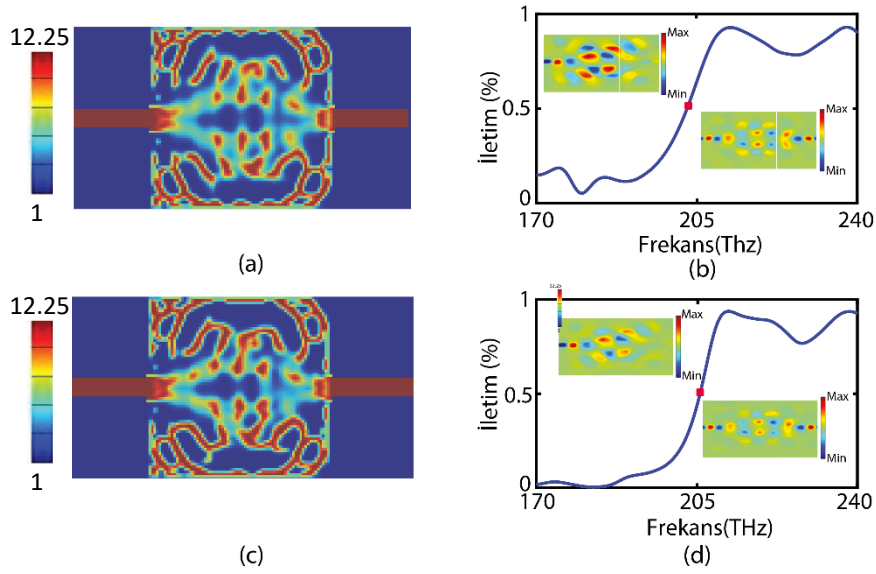 12.25
1
(a)
İletim (%)
1
0.5
0
170
205
240
Frekans(Thz)
Max
Min
Max
Min
(b)
12.25
1
(c)
İletim (%)
1
0.5
0
170
205
240
Frekans(THz)
Max
Min
Max
Min
(d)